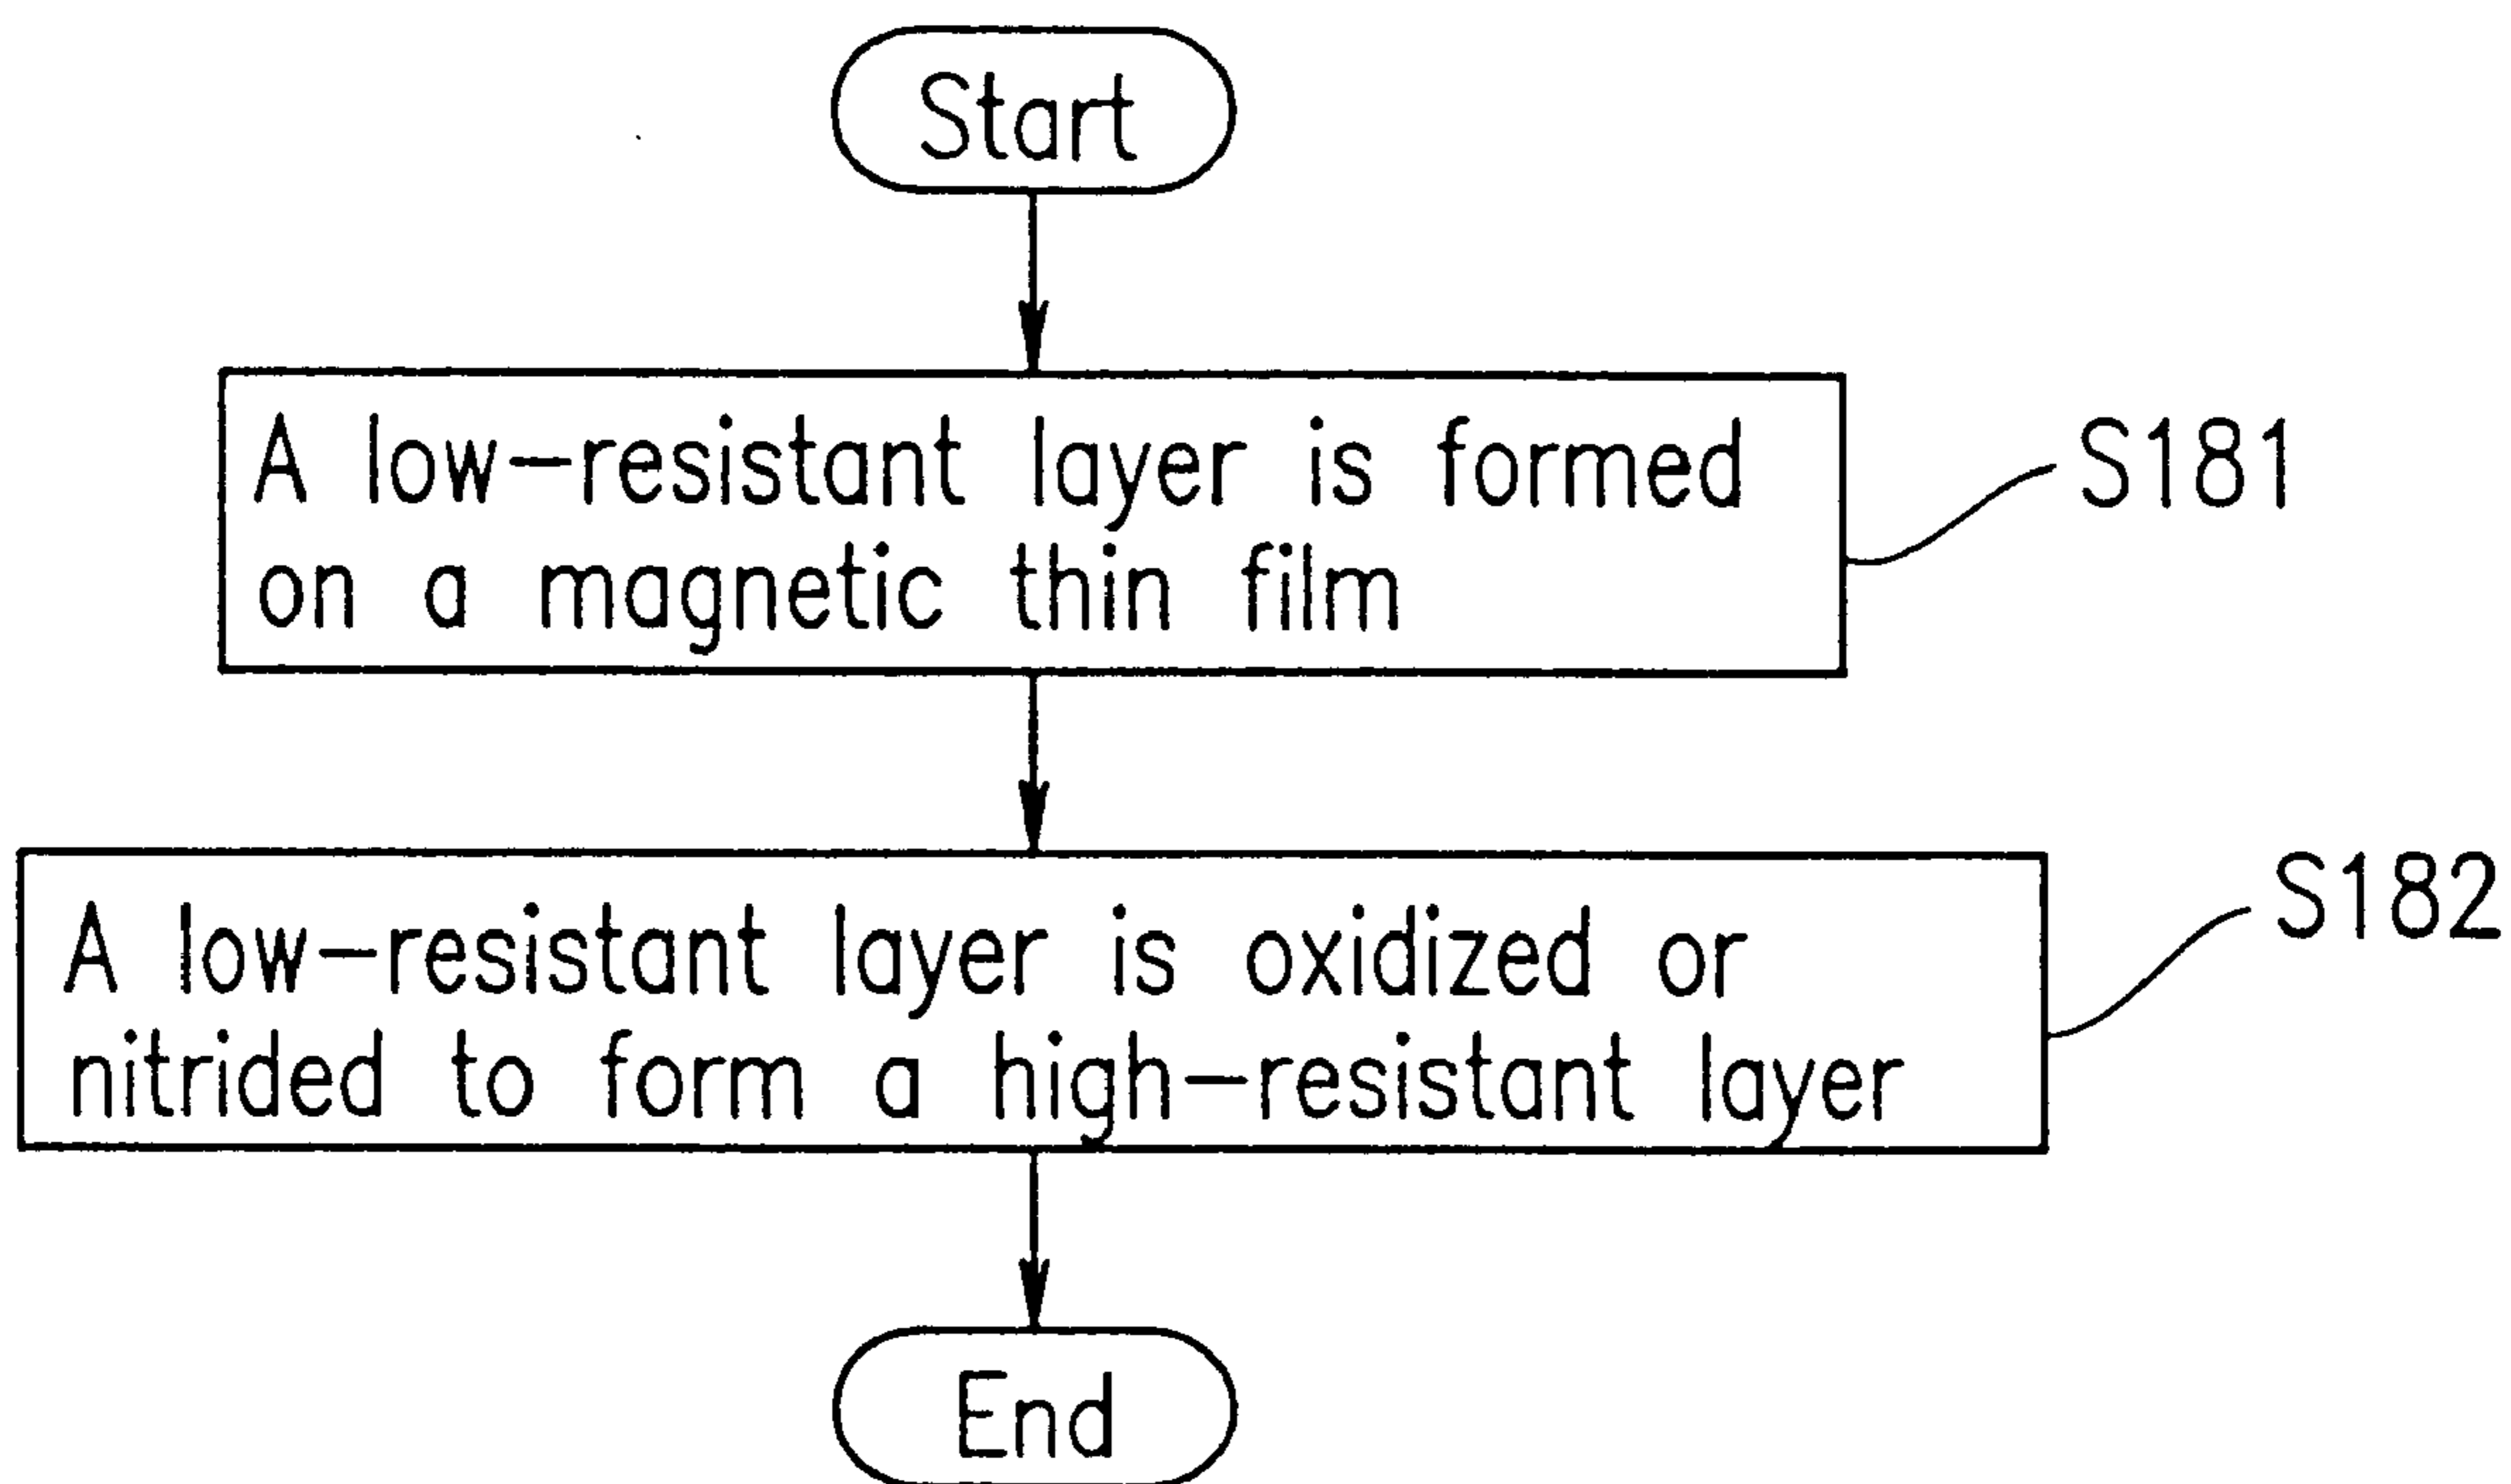 Start
A low-resistant layer is formed
on a magnetic thin film
S181
A low-resistant layer is oxidized or
nitrided to form a high-resistant layer
S182
End